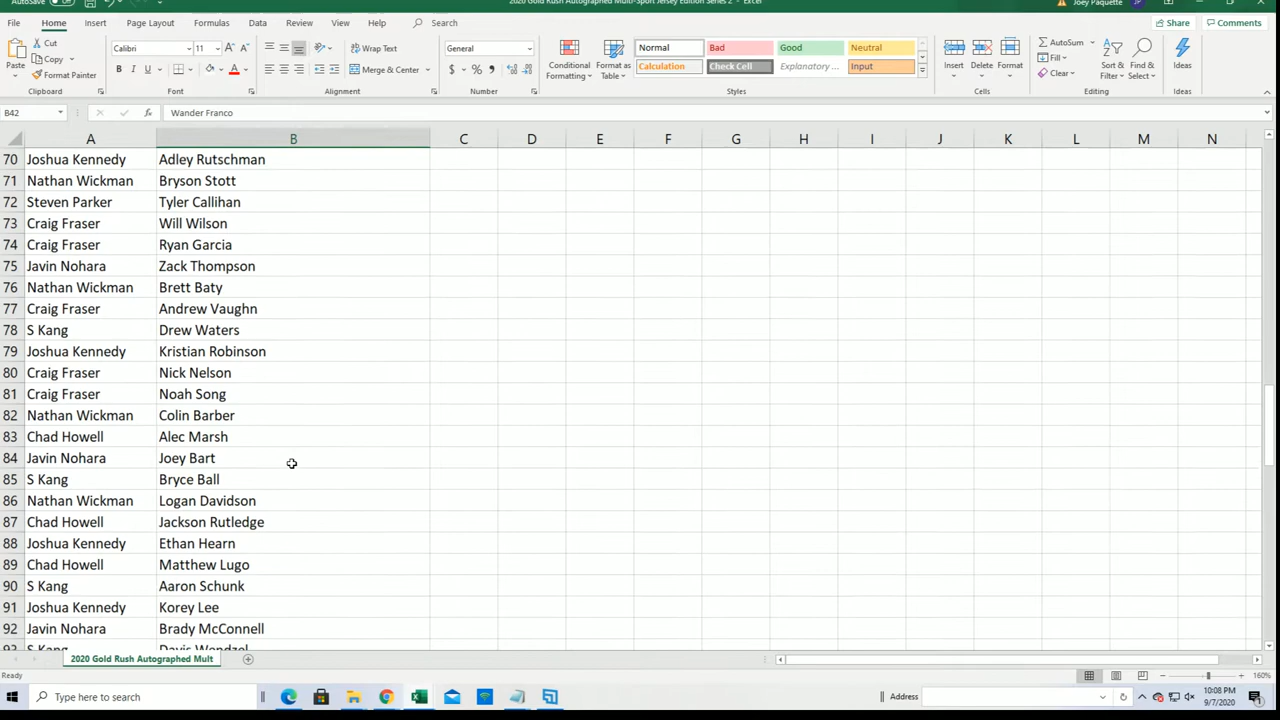 AutoSave 2020 Gold Rush Autographed Multi-Sport Jersey Edition Series 2 - Excel Joey Paquette JP
File Home Insert Page Layout Formulas Data Review View Help Search Share Comments
Paste Cut Copy Format Painter Calibri 11 Wrap Text Merge & Center General Conditional Formatting Format as Table Normal Bad Good Neutral Calculation Check Cell Explanatory ... Input Insert Delete Format AutoSum Fill Clear Sort & Filter Find & Select Ideas
Clipboard Font Alignment Number Styles Cells Editing Ideas
B42 fx Wander Franco
A B C D E F G H I J K L M N
70 Joshua Kennedy Adley Rutschman
71 Nathan Wickman Bryson Stott
72 Steven Parker Tyler Callihan
73 Craig Fraser Will Wilson
74 Craig Fraser Ryan Garcia
75 Javin Nohara Zack Thompson
76 Nathan Wickman Brett Baty
77 Craig Fraser Andrew Vaughn
78 S Kang Drew Waters
79 Joshua Kennedy Kristian Robinson
80 Craig Fraser Nick Nelson
81 Craig Fraser Noah Song
82 Nathan Wickman Colin Barber
83 Chad Howell Alec Marsh
84 Javin Nohara Joey Bart
85 S Kang Bryce Ball
86 Nathan Wickman Logan Davidson
87 Chad Howell Jackson Rutledge
88 Joshua Kennedy Ethan Hearn
89 Chad Howell Matthew Lugo
90 S Kang Aaron Schunk
91 Joshua Kennedy Korey Lee
92 Javin Nohara Brady McConnell
93 S Kang Davis Wendzel
2020 Gold Rush Autographed Mult
Ready 160%
Type here to search Address 10:08 PM
9/7/2020